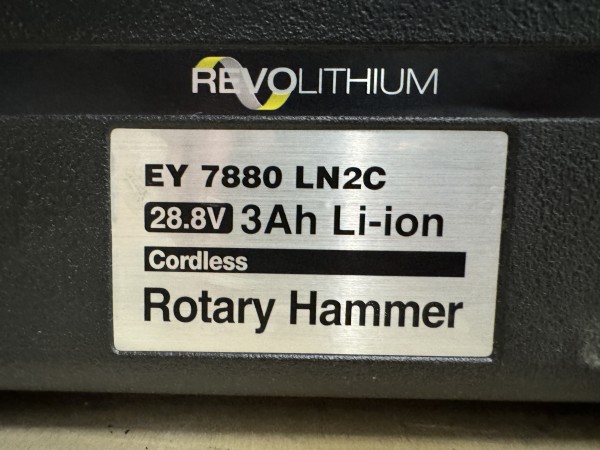 REVOLITHIUM
EY 7880 LN2C
28.8V 3Ah Li-ion
Cordless
Rotary Hammer